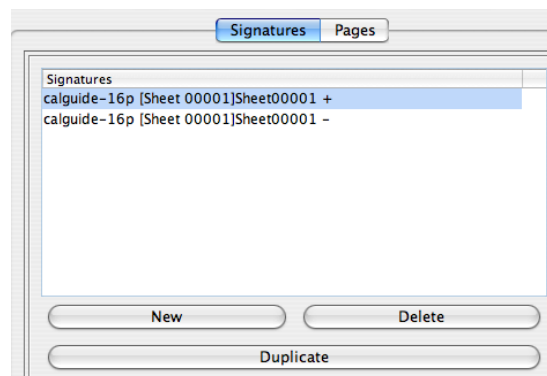 Signatures Pages
Signatures
calguide-16p [Sheet 00001]Sheet00001 +
calguide-16p [Sheet 00001]Sheet00001 -
New Delete
Duplicate